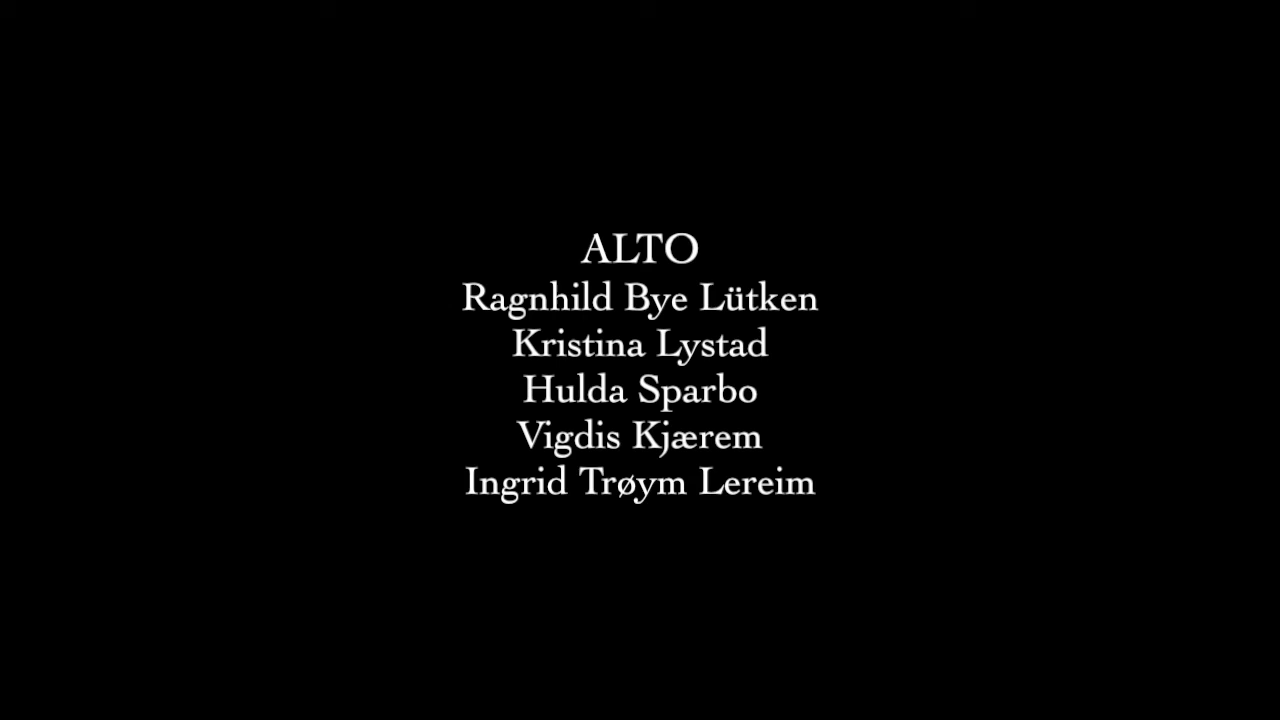 ALTO
Ragnhild Bye Lütken
Kristina Lystad
Hulda Sparbo
Vigdis Kjærem
Ingrid Trøym Lereim